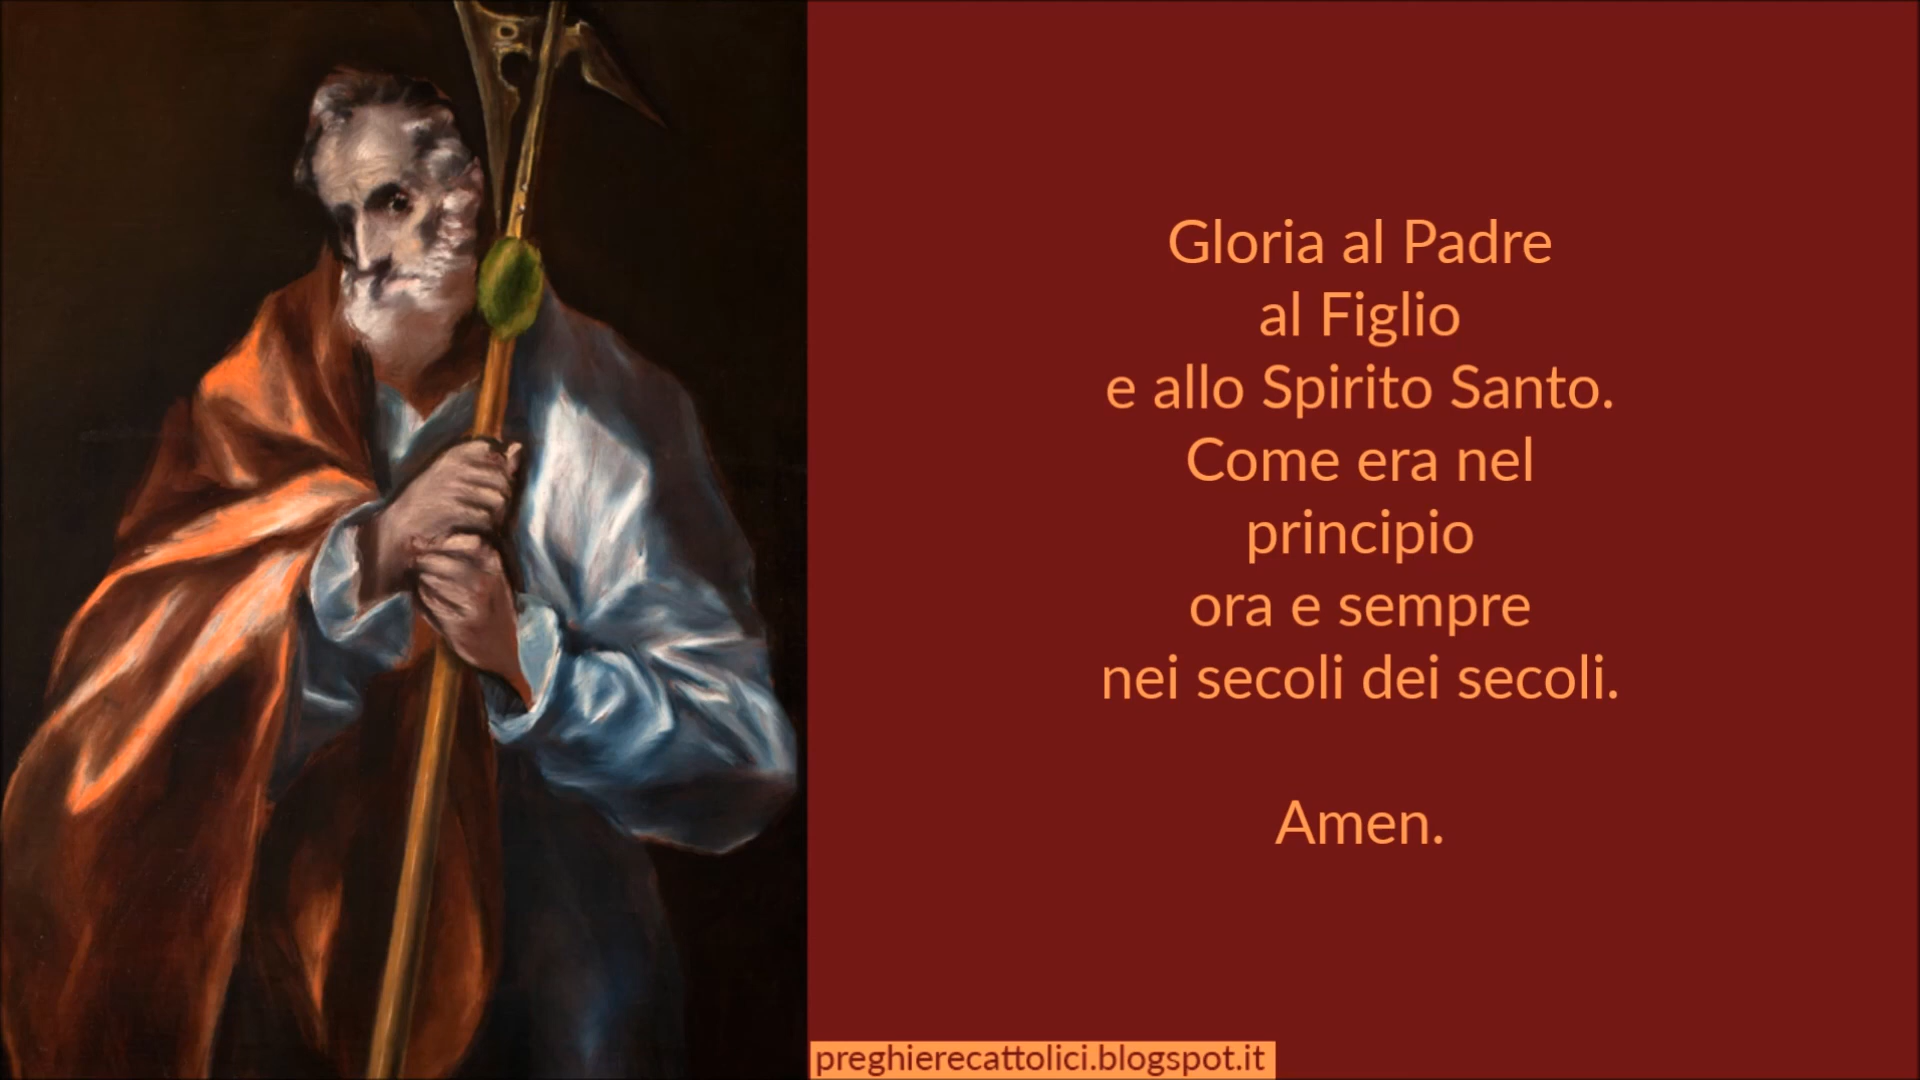 Gloria al Padre
al Figlio
e allo Spirito Santo.
Come era nel
principio
ora e sempre
nei secoli dei secoli.
Amen.
preghierecattolici.blogspot.it